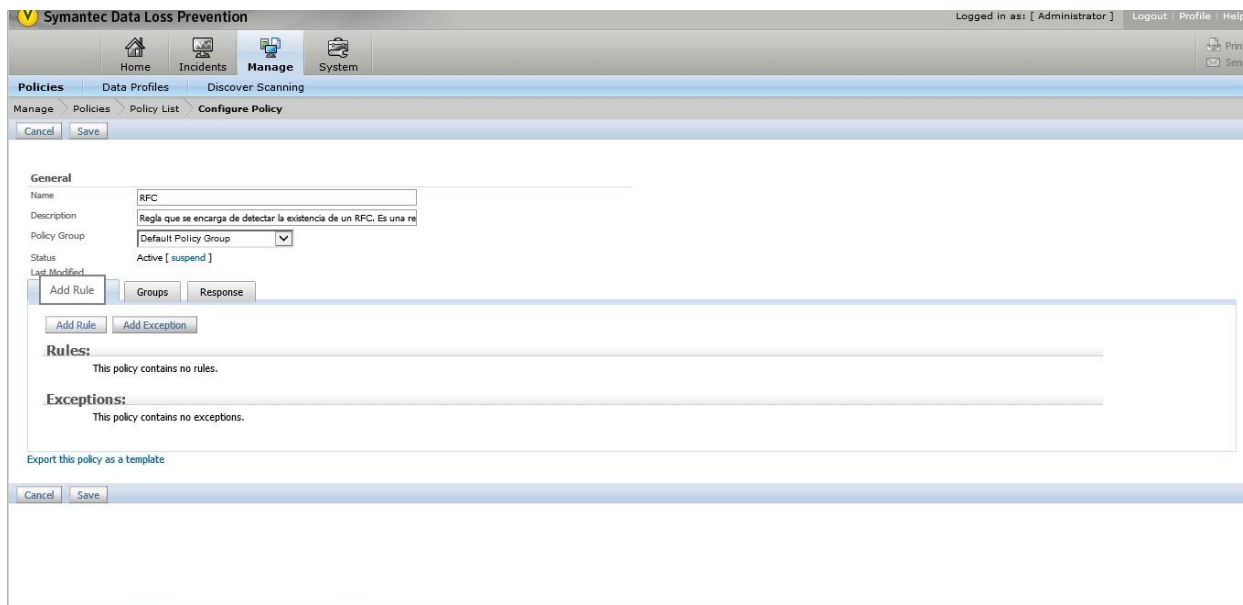 Symantec Data Loss Prevention
Logged in as: [ Administrator ] Logout | Profile | Help
Home Incidents Manage System
Policies Data Profiles Discover Scanning
Manage Policies Policy List Configure Policy
Cancel Save
General
Name RFC
Description Regla que se encarga de detectar la existencia de un RFC. Es una re
Policy Group Default Policy Group
Status Active [ suspend ]
Last Modified
Add Rule Groups Response
Add Rule Add Exception
Rules:
This policy contains no rules.
Exceptions:
This policy contains no exceptions.
Export this policy as a template
Cancel Save